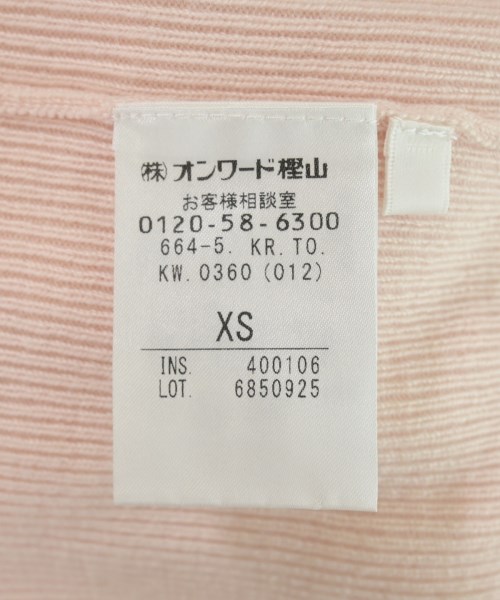 ㈱オンワード樫山
お客様相談室
0120-58-6300
664-5. KR.TO.
KW.0360(012)
XS
INS. 400106
LOT. 6850925